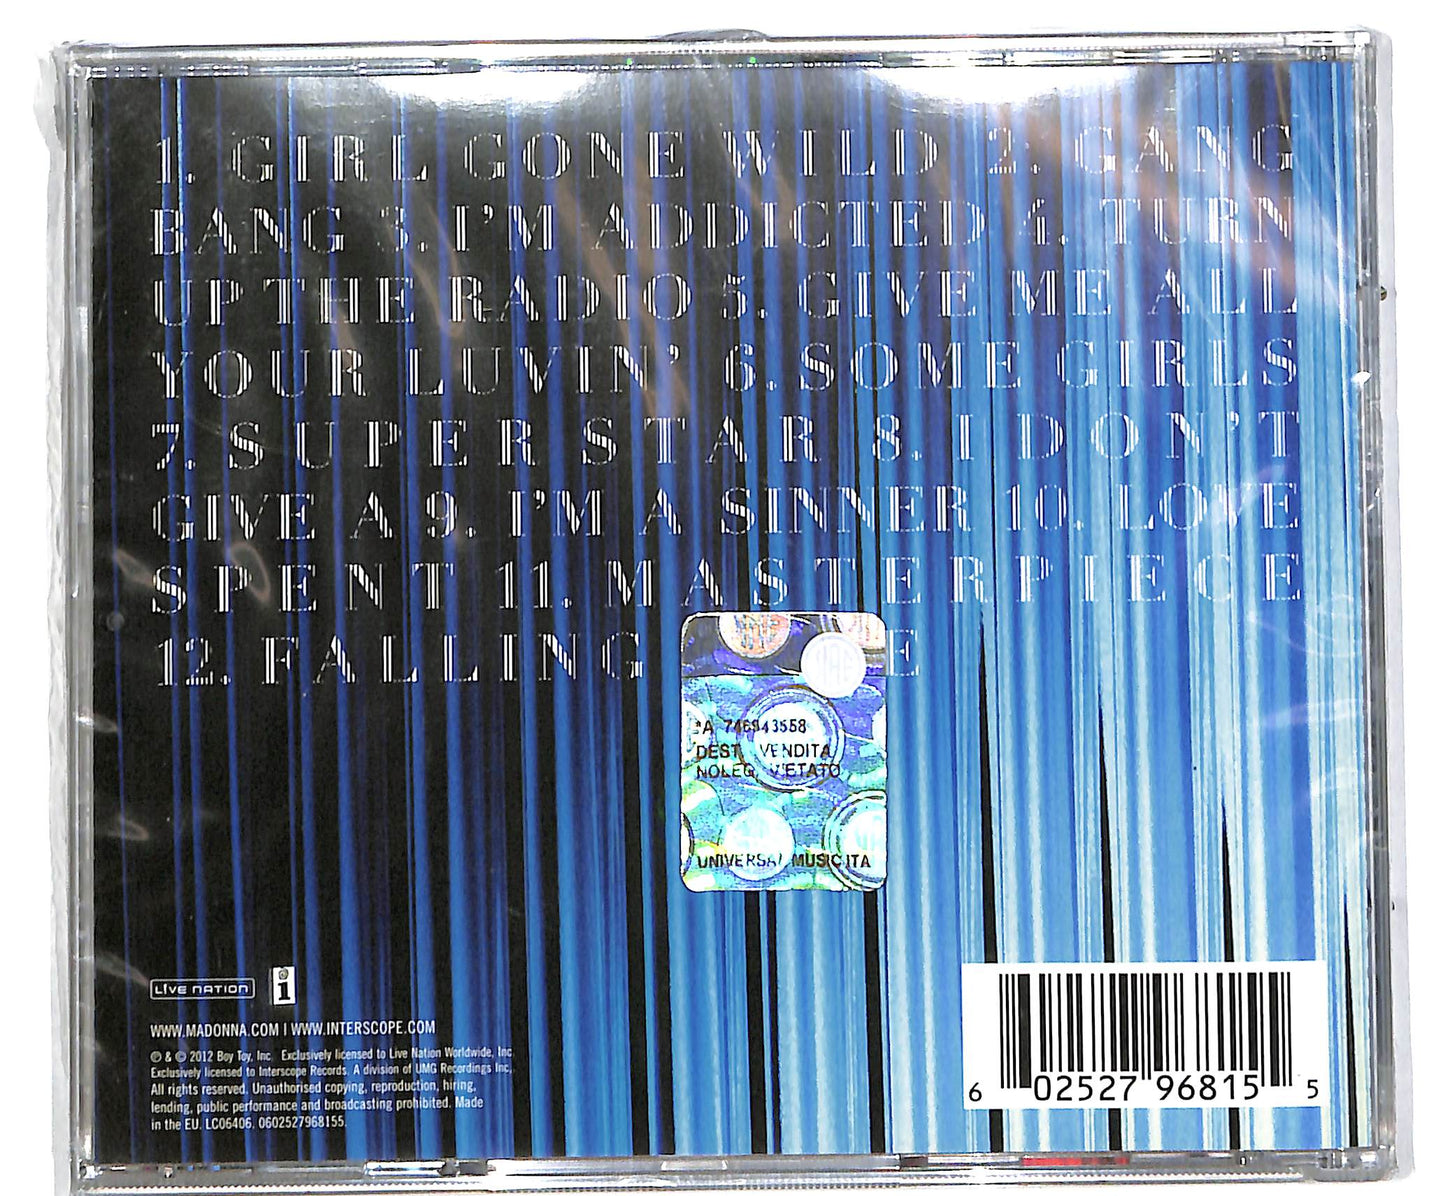 1. GIRL GONE WILD 2. GANG
BANG 3. I'M ADDICTED 4. TURN
UP THE RADIO 5. GIVE ME ALL
YOUR LUVIN' 6. SOME GIRLS
7. SUPERSTAR 8. I DON'T
GIVE A 9. I'M A SINNER 10. LOVE
SPENT 11. MASTERPIECE
12. FALLING E
*A 746943558
DEST. VENDITA
NOLEG. VIETATO
UNIVERSAL MUSIC ITA
LIVE NATION
i
WWW.MADONNA.COM I WWW.INTERSCOPE.COM
℗ & © 2012 Boy Toy, Inc. Exclusively licensed to Live Nation Worldwide, Inc.
Exclusively licensed to Interscope Records. A division of UMG Recordings Inc.
All rights reserved. Unauthorised copying, reproduction, hiring,
lending, public performance and broadcasting prohibited. Made
in the EU. LC06406. 0602527968155.
6 02527 96815 5